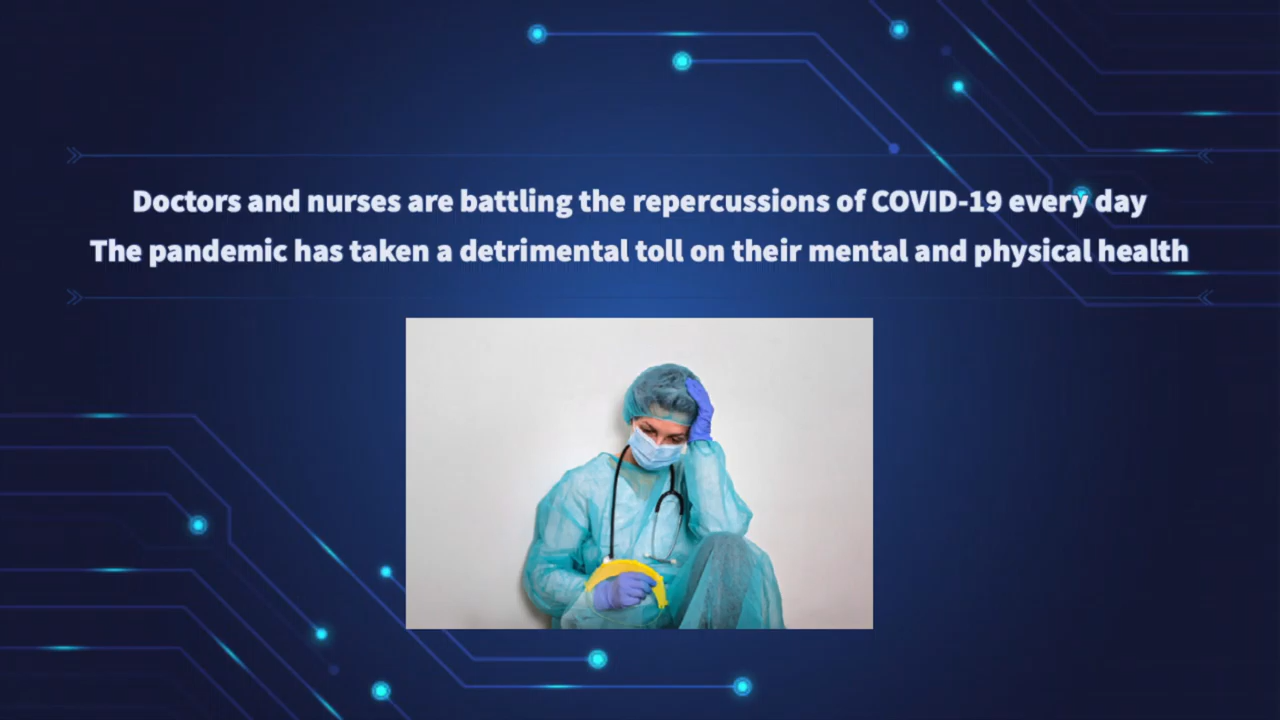 Doctors and nurses are battling the repercussions of COVID-19 every day
The pandemic has taken a detrimental toll on their mental and physical health